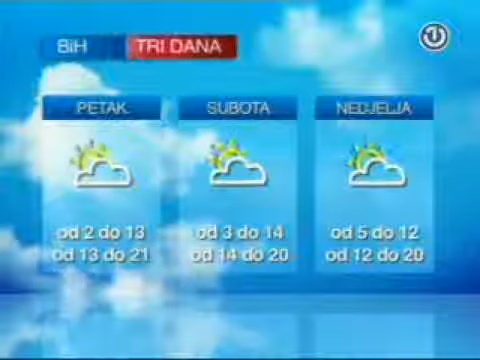 BiH TRI DANA
PETAK SUBOTA NEDJELJA
od 2 do 13 od 3 do 14 od 5 do 12
od 13 do 21 od 14 do 20 od 12 do 20